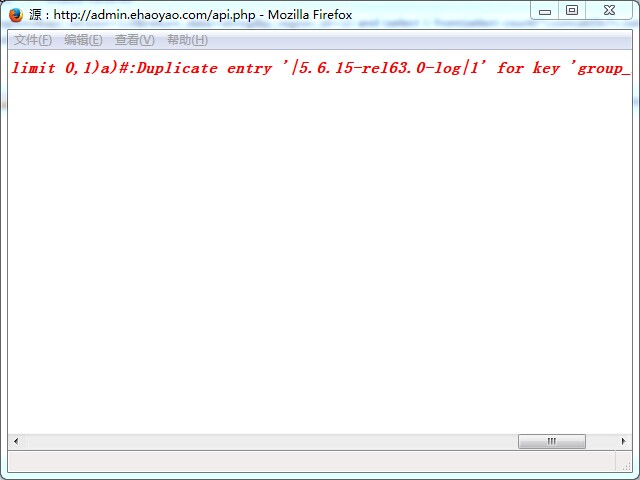 源 : http://admin.ehaoyao.com/api.php - Mozilla Firefox
文件(F) 编辑(E) 查看(V) 帮助(H)
limit 0,1)a)#:Duplicate entry '|5.6.15-rel63.0-log|1' for key 'group_